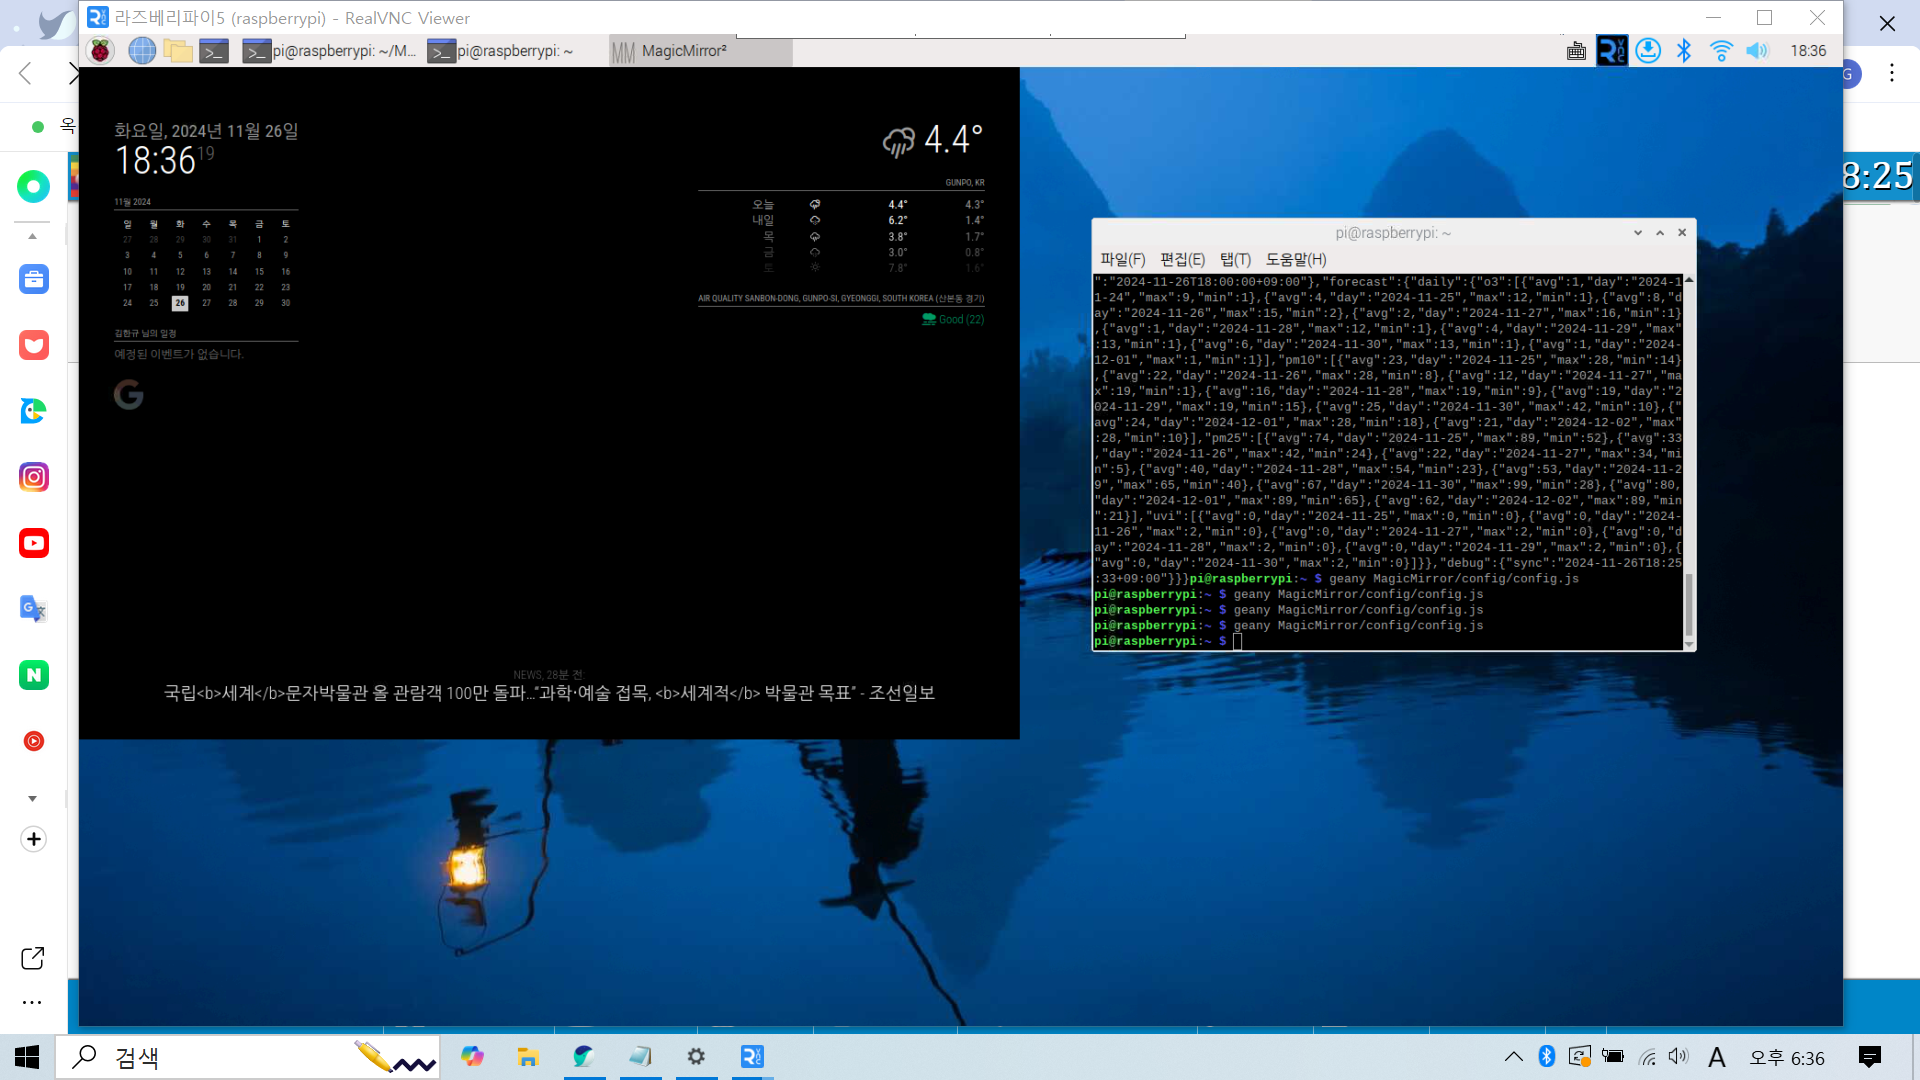 라즈베리파이5 (raspberrypi) - RealVNC Viewer
pi@raspberrypi: ~/M...
pi@raspberrypi: ~
MagicMirror²
18:36
옥
화요일, 2024년 11월 26일
18:36 19
11월 2024
일 월 화 수 목 금 토
27 28 29 30 31 1 2
3 4 5 6 7 8 9
10 11 12 13 14 15 16
17 18 19 20 21 22 23
24 25 26 27 28 29 30
김한규 님의 일정
예정된 이벤트가 없습니다.
4.4°
GUNPO, KR
오늘 4.4° 4.3°
내일 6.2° 1.4°
목 3.8° 1.7°
금 3.0° 0.8°
토 7.8° 1.6°
AIR QUALITY SANBON-DONG, GUNPO-SI, GYEONGGI, SOUTH KOREA (산본동 경기)
Good (22)
NEWS, 28분 전:
국립<b>세계</b>문자박물관 올 관람객 100만 돌파…"과학·예술 접목, <b>세계적</b> 박물관 목표" - 조선일보
8:25
pi@raspberrypi: ~
파일(F) 편집(E) 탭(T) 도움말(H)
":"2024-11-26T18:00:00+09:00"},"forecast":{"daily":{"o3":[{"avg":1,"day":"2024-1
1-24","max":9,"min":1},{"avg":4,"day":"2024-11-25","max":12,"min":1},{"avg":8,"d
ay":"2024-11-26","max":15,"min":2},{"avg":2,"day":"2024-11-27","max":16,"min":1}
,{"avg":1,"day":"2024-11-28","max":12,"min":1},{"avg":4,"day":"2024-11-29","max"
:13,"min":1},{"avg":6,"day":"2024-11-30","max":13,"min":1},{"avg":1,"day":"2024-
12-01","max":1,"min":1}],"pm10":[{"avg":23,"day":"2024-11-25","max":28,"min":14}
,{"avg":22,"day":"2024-11-26","max":28,"min":8},{"avg":12,"day":"2024-11-27","ma
x":19,"min":1},{"avg":16,"day":"2024-11-28","max":19,"min":9},{"avg":19,"day":"2
024-11-29","max":19,"min":15},{"avg":25,"day":"2024-11-30","max":42,"min":10},{"
avg":24,"day":"2024-12-01","max":28,"min":18},{"avg":21,"day":"2024-12-02","max"
:28,"min":10}],"pm25":[{"avg":74,"day":"2024-11-25","max":89,"min":52},{"avg":33
,"day":"2024-11-26","max":42,"min":24},{"avg":22,"day":"2024-11-27","max":34,"mi
n":5},{"avg":40,"day":"2024-11-28","max":54,"min":23},{"avg":53,"day":"2024-11-2
9","max":65,"min":40},{"avg":67,"day":"2024-11-30","max":99,"min":28},{"avg":80,
"day":"2024-12-01","max":89,"min":65},{"avg":62,"day":"2024-12-02","max":89,"min
":21}],"uvi":[{"avg":0,"day":"2024-11-25","max":0,"min":0},{"avg":0,"day":"2024-
11-26","max":2,"min":0},{"avg":0,"day":"2024-11-27","max":2,"min":0},{"avg":0,"d
ay":"2024-11-28","max":2,"min":0},{"avg":0,"day":"2024-11-29","max":2,"min":0},{
"avg":0,"day":"2024-11-30","max":2,"min":0}]}},"debug":{"sync":"2024-11-26T18:25
:33+09:00"}}}pi@raspberrypi:~ $ geany MagicMirror/config/config.js
pi@raspberrypi:~ $ geany MagicMirror/config/config.js
pi@raspberrypi:~ $ geany MagicMirror/config/config.js
pi@raspberrypi:~ $ geany MagicMirror/config/config.js
pi@raspberrypi:~ $
검색
A
오후 6:36